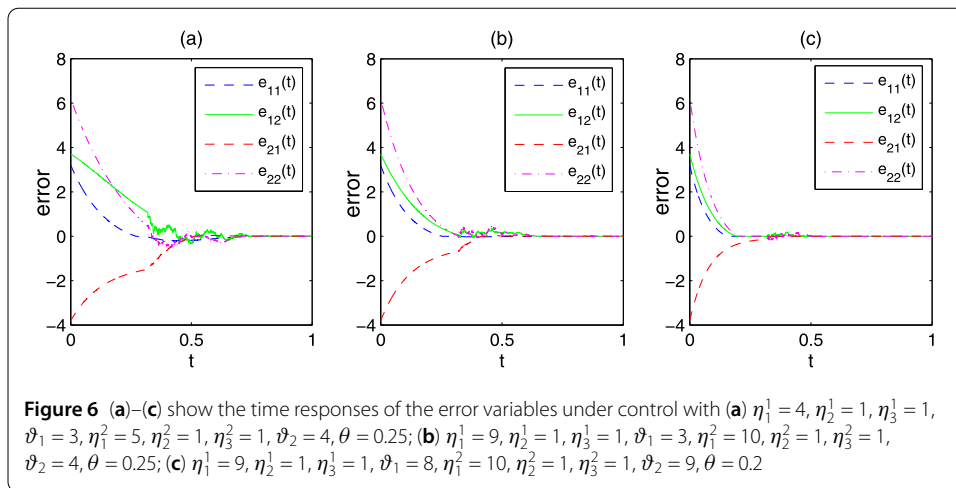 (a)
8
6
4
2
0
−2
−4
0
0.5
1
t
error
e₁₁(t)
e₁₂(t)
e₂₁(t)
e₂₂(t)
(b)
8
6
4
2
0
−2
−4
0
0.5
1
t
error
e₁₁(t)
e₁₂(t)
e₂₁(t)
e₂₂(t)
(c)
8
6
4
2
0
−2
−4
0
0.5
1
t
error
e₁₁(t)
e₁₂(t)
e₂₁(t)
e₂₂(t)
Figure 6 (a)–(c) show the time responses of the error variables under control with (a) η₁¹ = 4, η₂¹ = 1, η₃¹ = 1,
ϑ₁ = 3, η₁² = 5, η₂² = 1, η₃² = 1, ϑ₂ = 4, θ = 0.25; (b) η₁¹ = 9, η₂¹ = 1, η₃¹ = 1, ϑ₁ = 3, η₁² = 10, η₂² = 1, η₃² = 1,
ϑ₂ = 4, θ = 0.25; (c) η₁¹ = 9, η₂¹ = 1, η₃¹ = 1, ϑ₁ = 8, η₁² = 10, η₂² = 1, η₃² = 1, ϑ₂ = 9, θ = 0.2